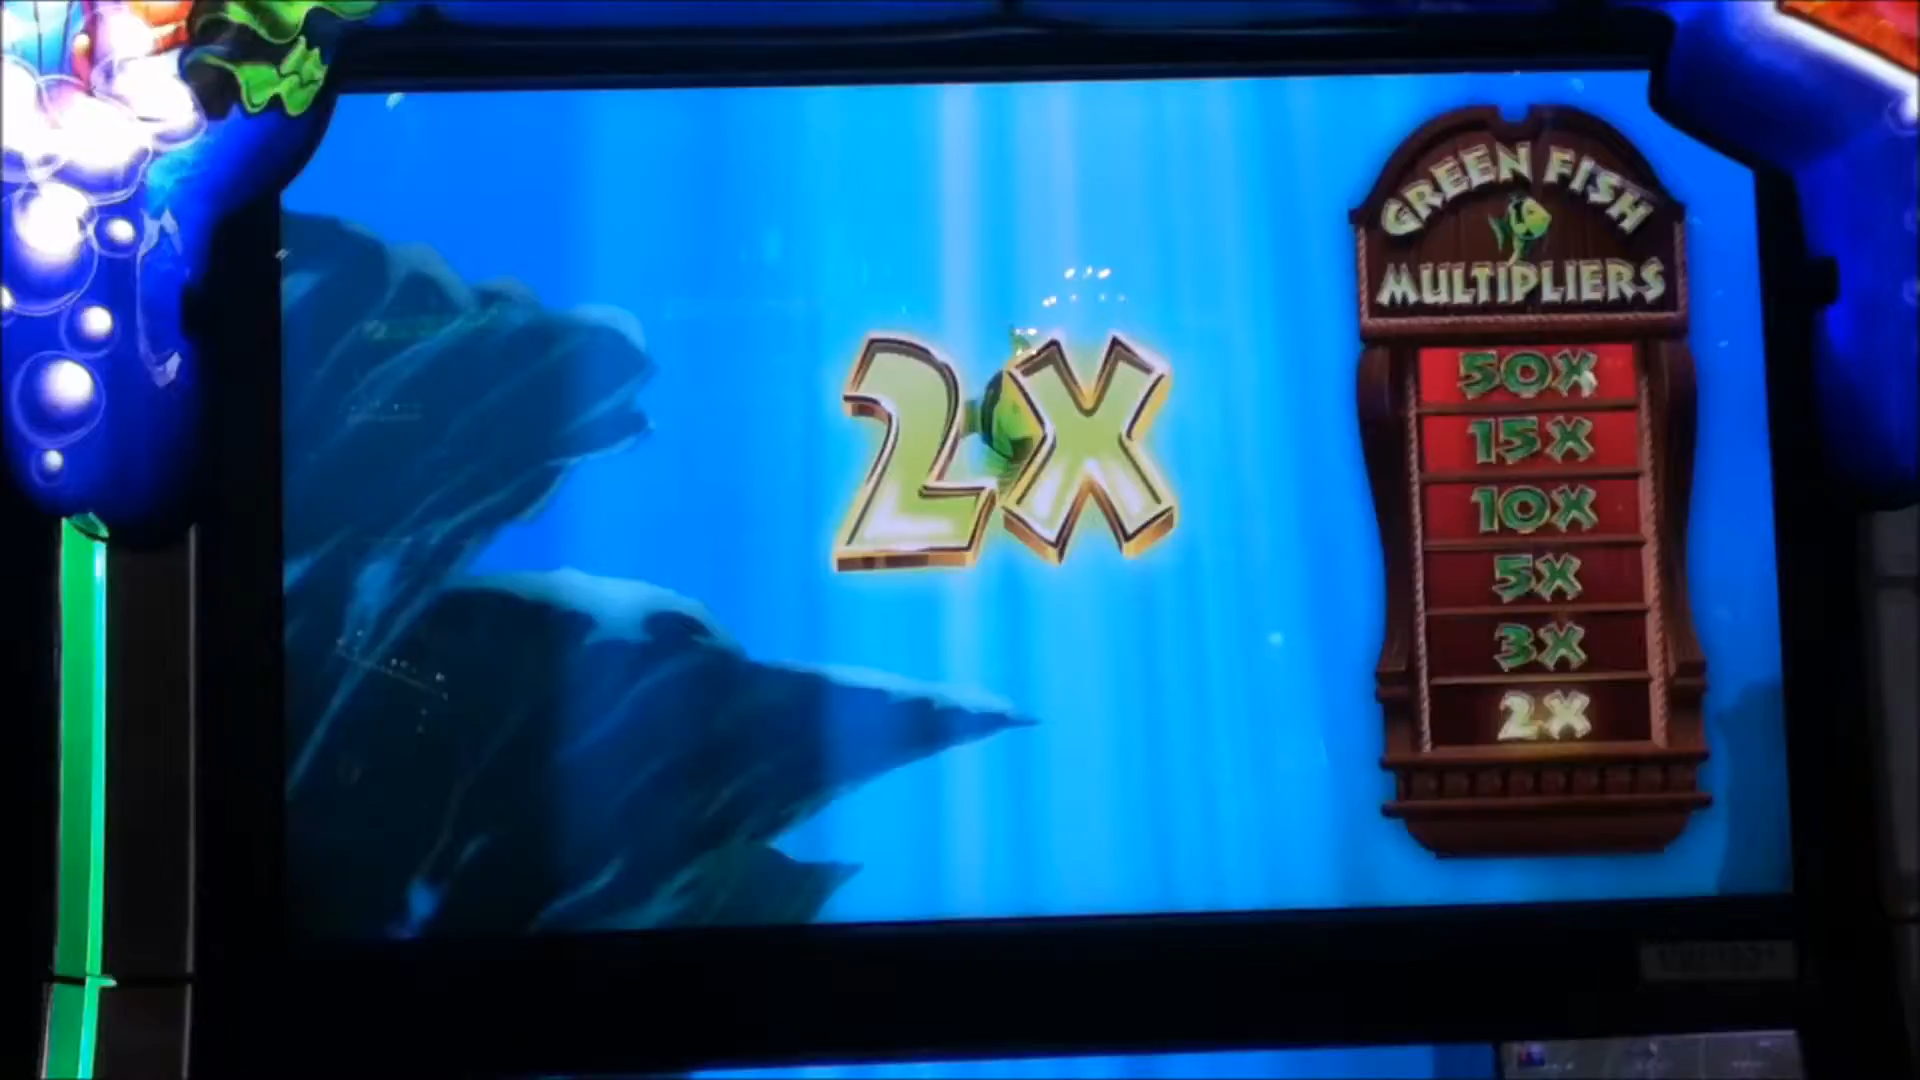 GREEN FISH
MULTIPLIERS
2X
50X
15X
10X
5X
3X
2X